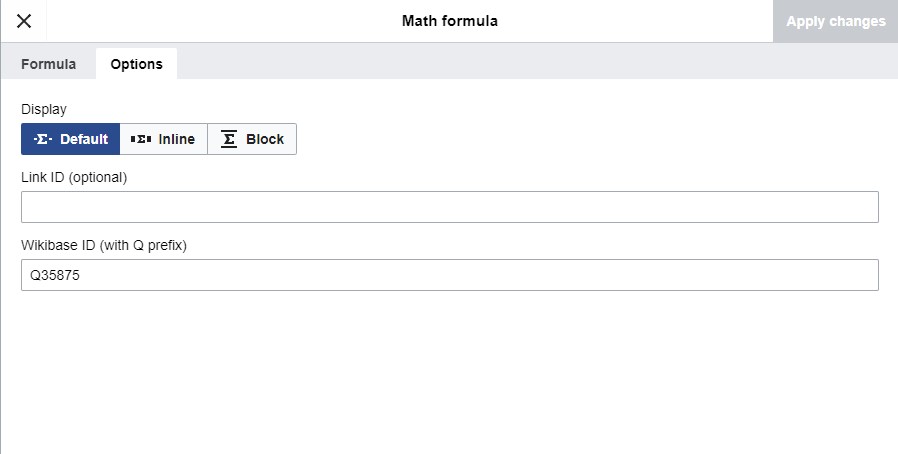 Math formula
Apply changes
Formula
Options
Display
Default
Inline
Block
Link ID (optional)
Wikibase ID (with Q prefix)
Q35875